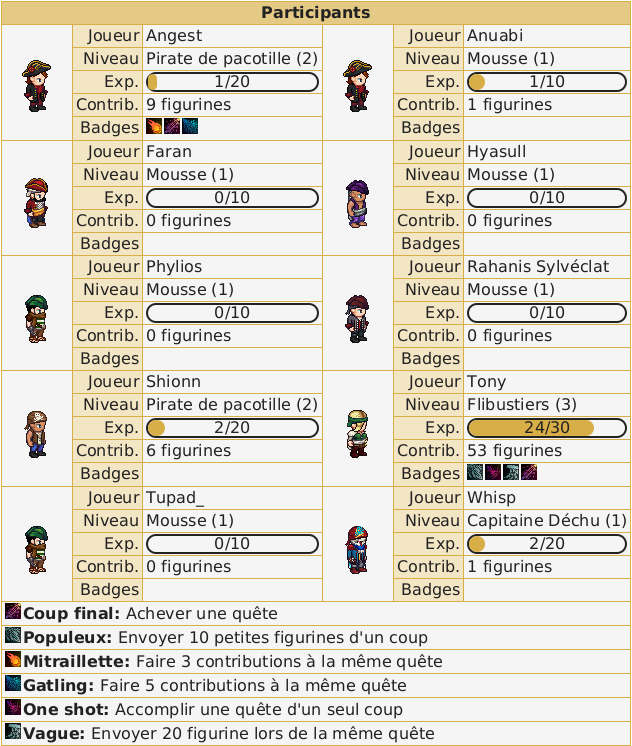 Participants
Joueur Angest
Niveau Pirate de pacotille (2)
Exp. 1/20
Contrib. 9 figurines
Badges
Joueur Anuabi
Niveau Mousse (1)
Exp. 1/10
Contrib. 1 figurines
Badges
Joueur Faran
Niveau Mousse (1)
Exp. 0/10
Contrib. 0 figurines
Badges
Joueur Hyasull
Niveau Mousse (1)
Exp. 0/10
Contrib. 0 figurines
Badges
Joueur Phylios
Niveau Mousse (1)
Exp. 0/10
Contrib. 0 figurines
Badges
Joueur Rahanis Sylvéclat
Niveau Mousse (1)
Exp. 0/10
Contrib. 0 figurines
Badges
Joueur Shionn
Niveau Pirate de pacotille (2)
Exp. 2/20
Contrib. 6 figurines
Badges
Joueur Tony
Niveau Flibustiers (3)
Exp. 24/30
Contrib. 53 figurines
Badges
Joueur Tupad_
Niveau Mousse (1)
Exp. 0/10
Contrib. 0 figurines
Badges
Joueur Whisp
Niveau Capitaine Déchu (1)
Exp. 2/20
Contrib. 1 figurines
Badges
Coup final: Achever une quête
Populeux: Envoyer 10 petites figurines d'un coup
Mitraillette: Faire 3 contributions à la même quête
Gatling: Faire 5 contributions à la même quête
One shot: Accomplir une quête d'un seul coup
Vague: Envoyer 20 figurine lors de la même quête